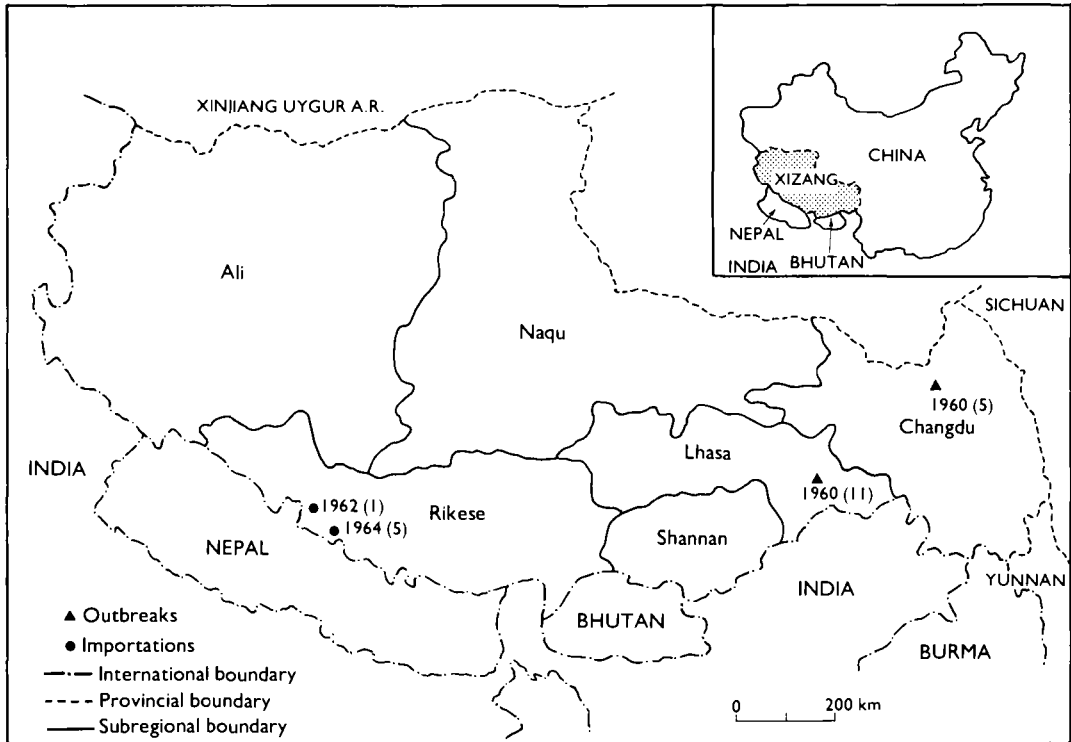 XINJIANG UYGUR A.R.
CHINA
XIZANG
NEPAL
INDIA
BHUTAN
SICHUAN
Ali
Naqu
1960 (5)
Changdu
Lhasa
INDIA
1962 (1)
Rikese
1960 (11)
1964 (5)
Shannan
NEPAL
INDIA
YUNNAN
BHUTAN
BURMA
Outbreaks
Importations
International boundary
Provincial boundary
Subregional boundary
0 200 km